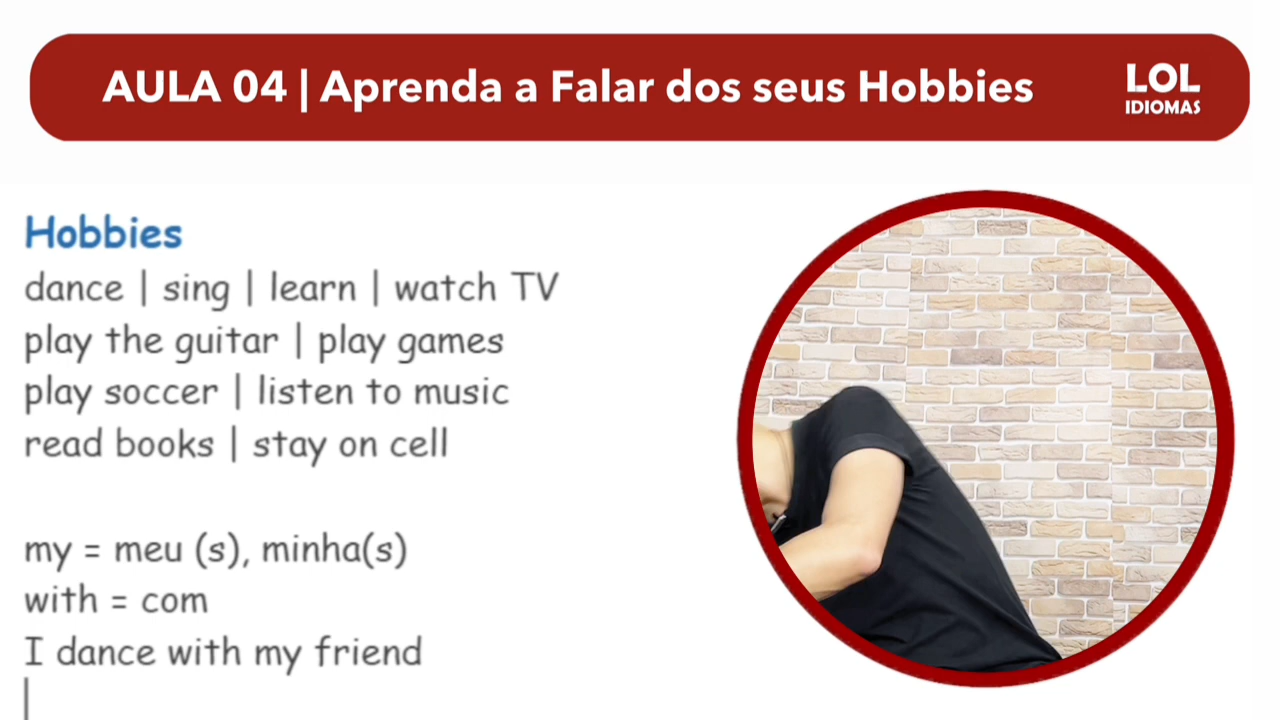 AULA 04 | Aprenda a Falar dos seus Hobbies
LOL
IDIOMAS
Hobbies
dance | sing | learn | watch TV
play the guitar | play games
play soccer | listen to music
read books | stay on cell
my = meu (s), minha(s)
with = com
I dance with my friend